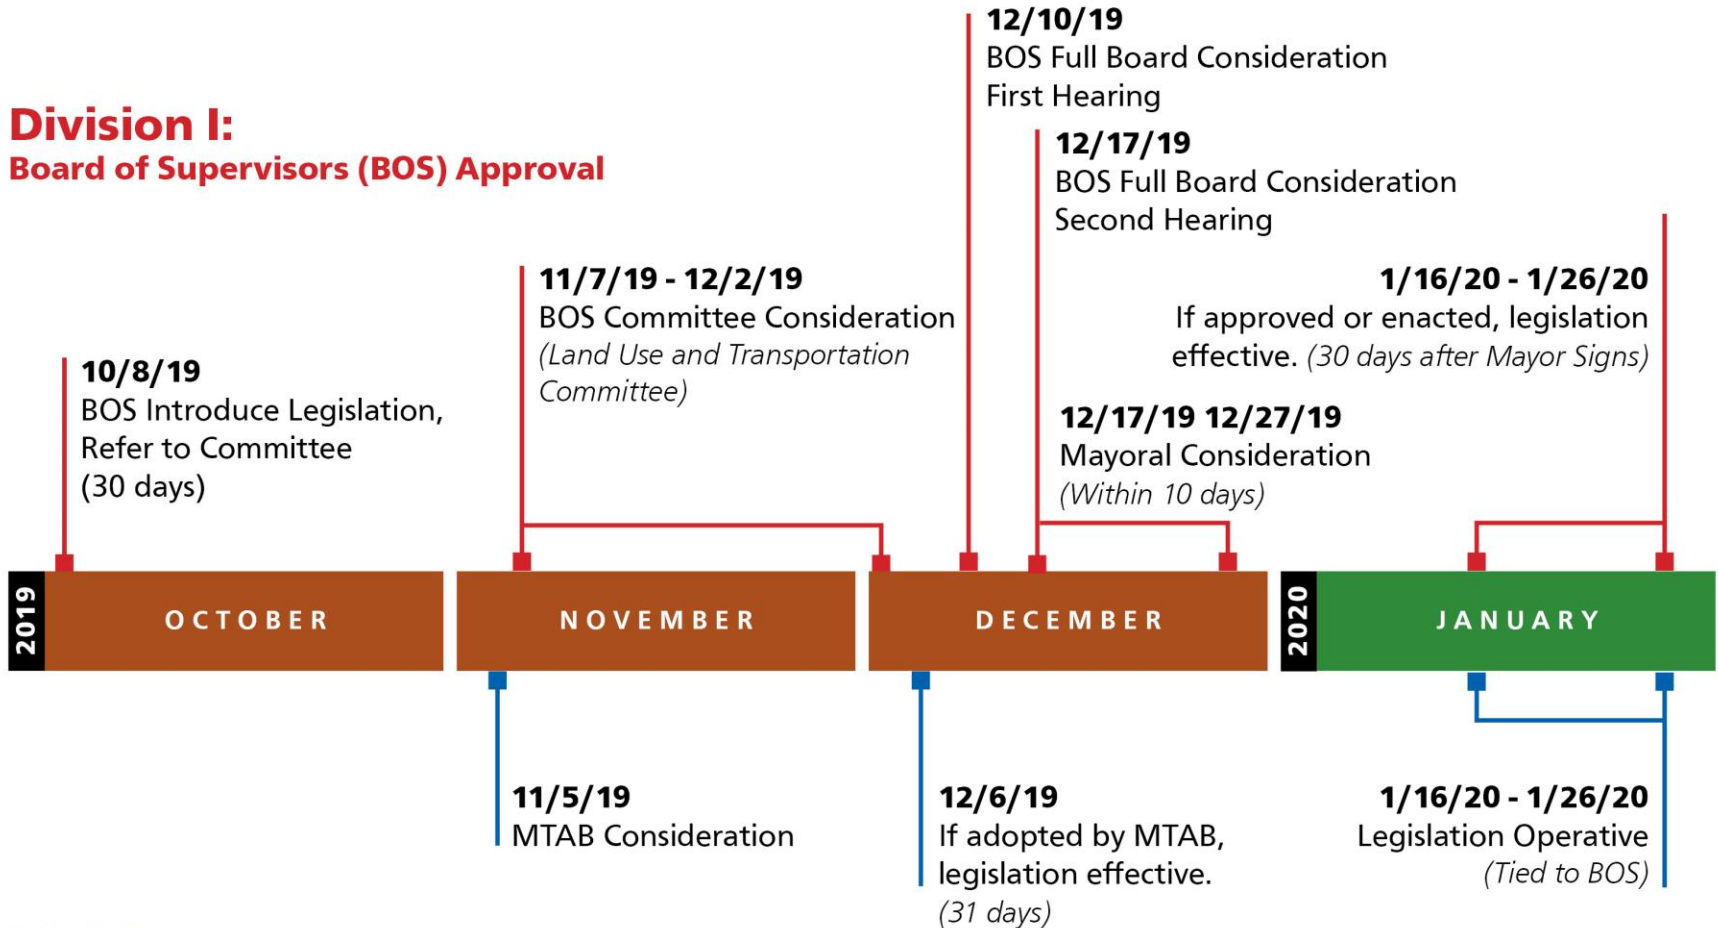 Division I:
Board of Supervisors (BOS) Approval
12/10/19
BOS Full Board Consideration
First Hearing
12/17/19
BOS Full Board Consideration
Second Hearing
11/7/19 - 12/2/19
BOS Committee Consideration
(Land Use and Transportation
Committee)
1/16/20 - 1/26/20
If approved or enacted, legislation
effective. (30 days after Mayor Signs)
10/8/19
BOS Introduce Legislation,
Refer to Committee
(30 days)
12/17/19 12/27/19
Mayoral Consideration
(Within 10 days)
2019
OCTOBER
NOVEMBER
DECEMBER
2020
JANUARY
11/5/19
MTAB Consideration
12/6/19
If adopted by MTAB,
legislation effective.
(31 days)
1/16/20 - 1/26/20
Legislation Operative
(Tied to BOS)